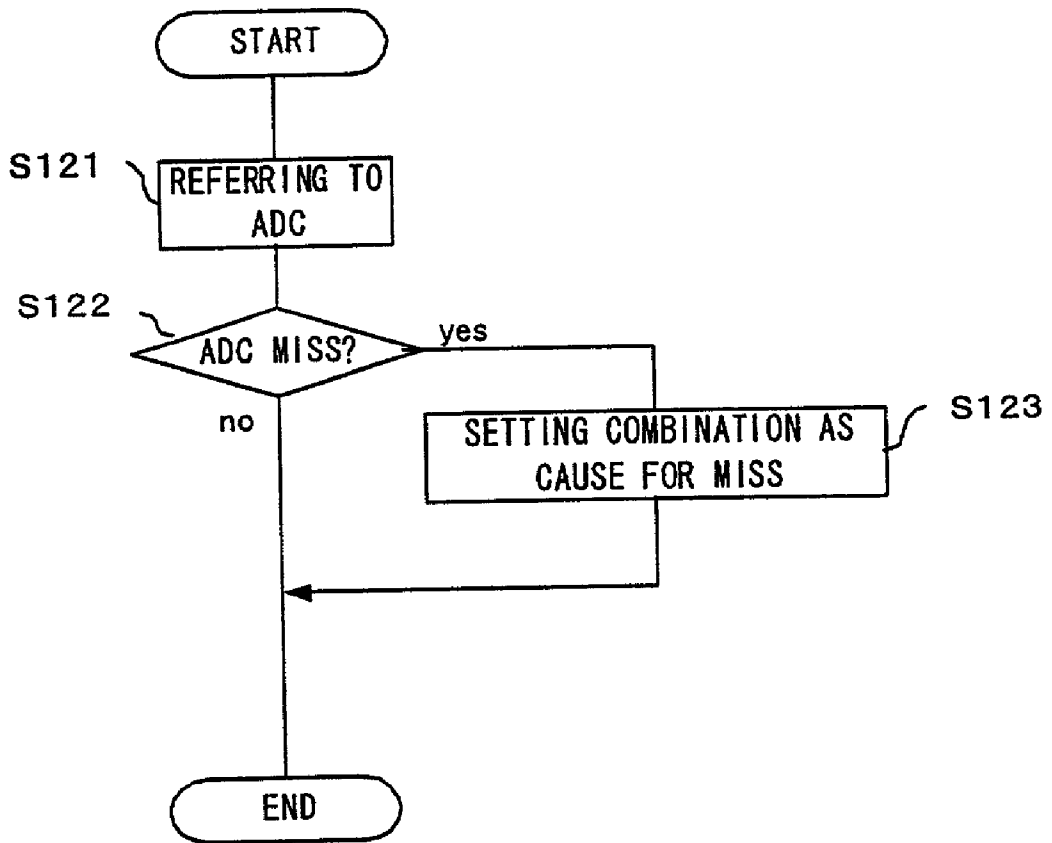 START
S121
REFERRING TO
ADC
S122
ADC MISS?
yes
no
S123
SETTING COMBINATION AS
CAUSE FOR MISS
END